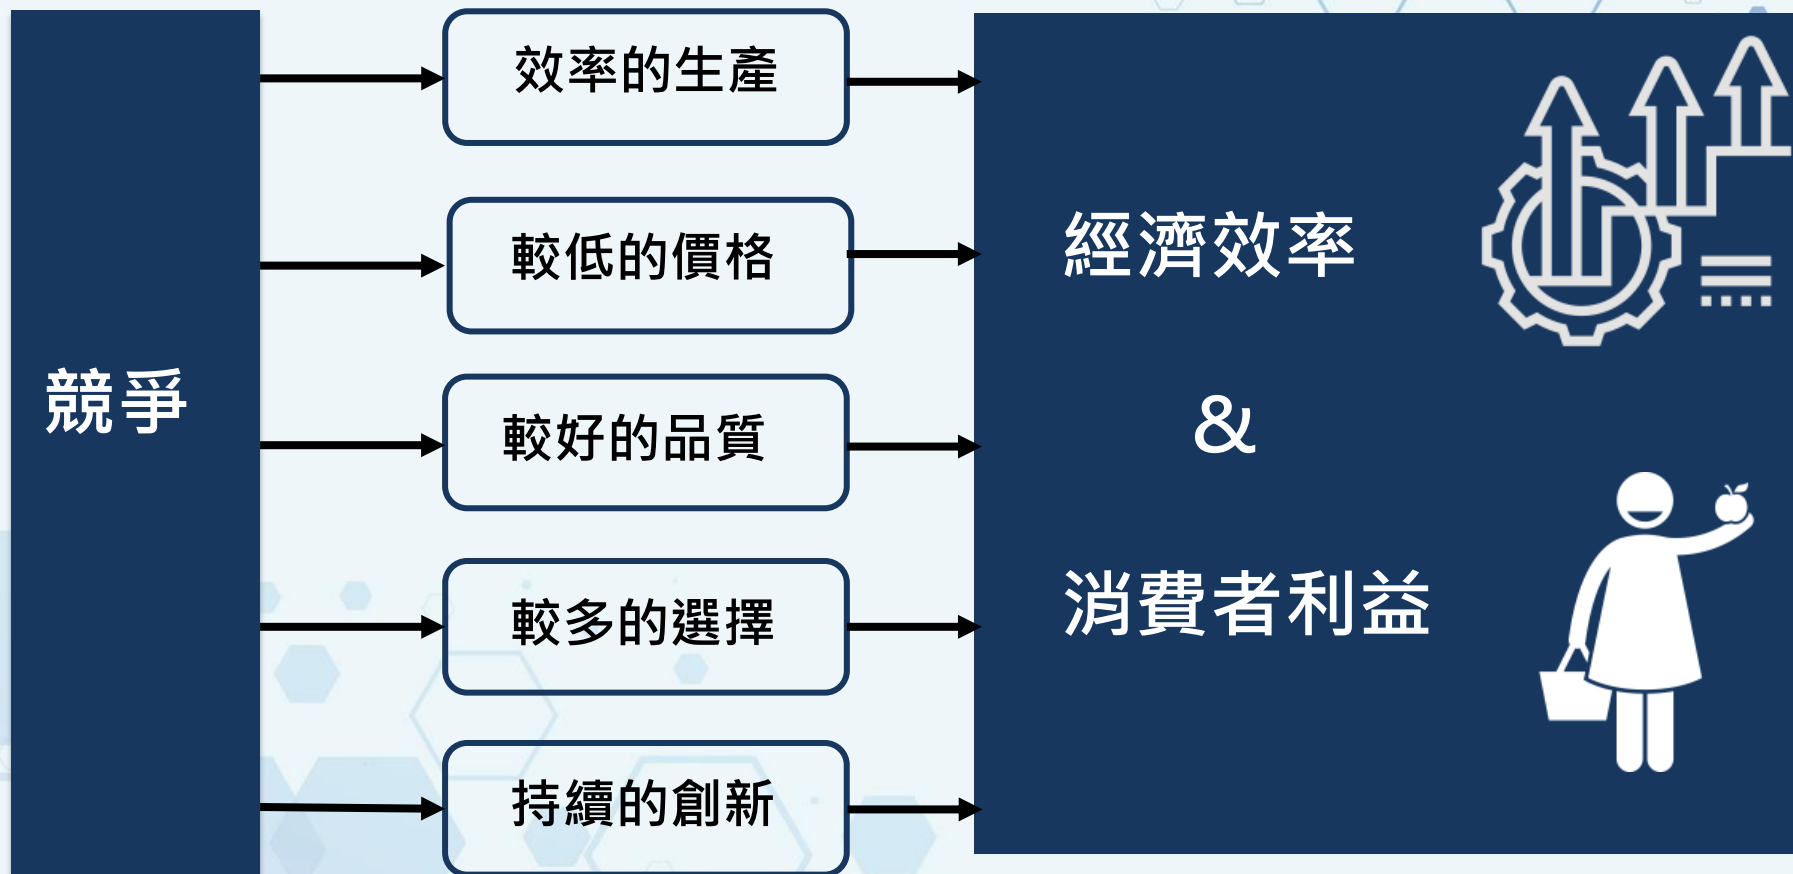 競爭
效率的生產
較低的價格
較好的品質
較多的選擇
持續的創新
經濟效率
&
消費者利益